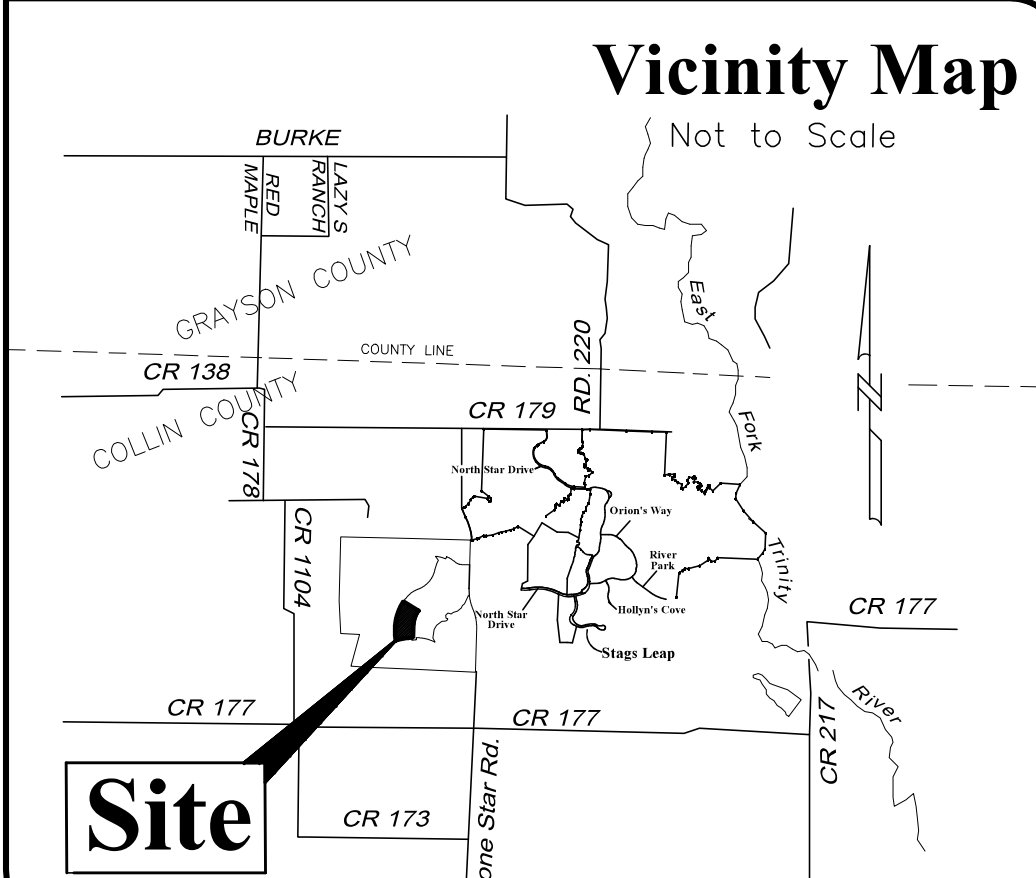 Vicinity Map
Not to Scale
BURKE
RED
MAPLE
LAZY S
RANCH
GRAYSON COUNTY
East
COUNTY LINE
CR 138
RD. 220
COLLIN COUNTY
CR 179
CR 178
Fork
North Star Drive
Orion's Way
CR 1104
River
Park
Trinity
North Star
Drive
Hollyn's Cove
CR 177
Stags Leap
CR 177
CR 177
River
CR 217
Site
CR 173
one Star Rd.